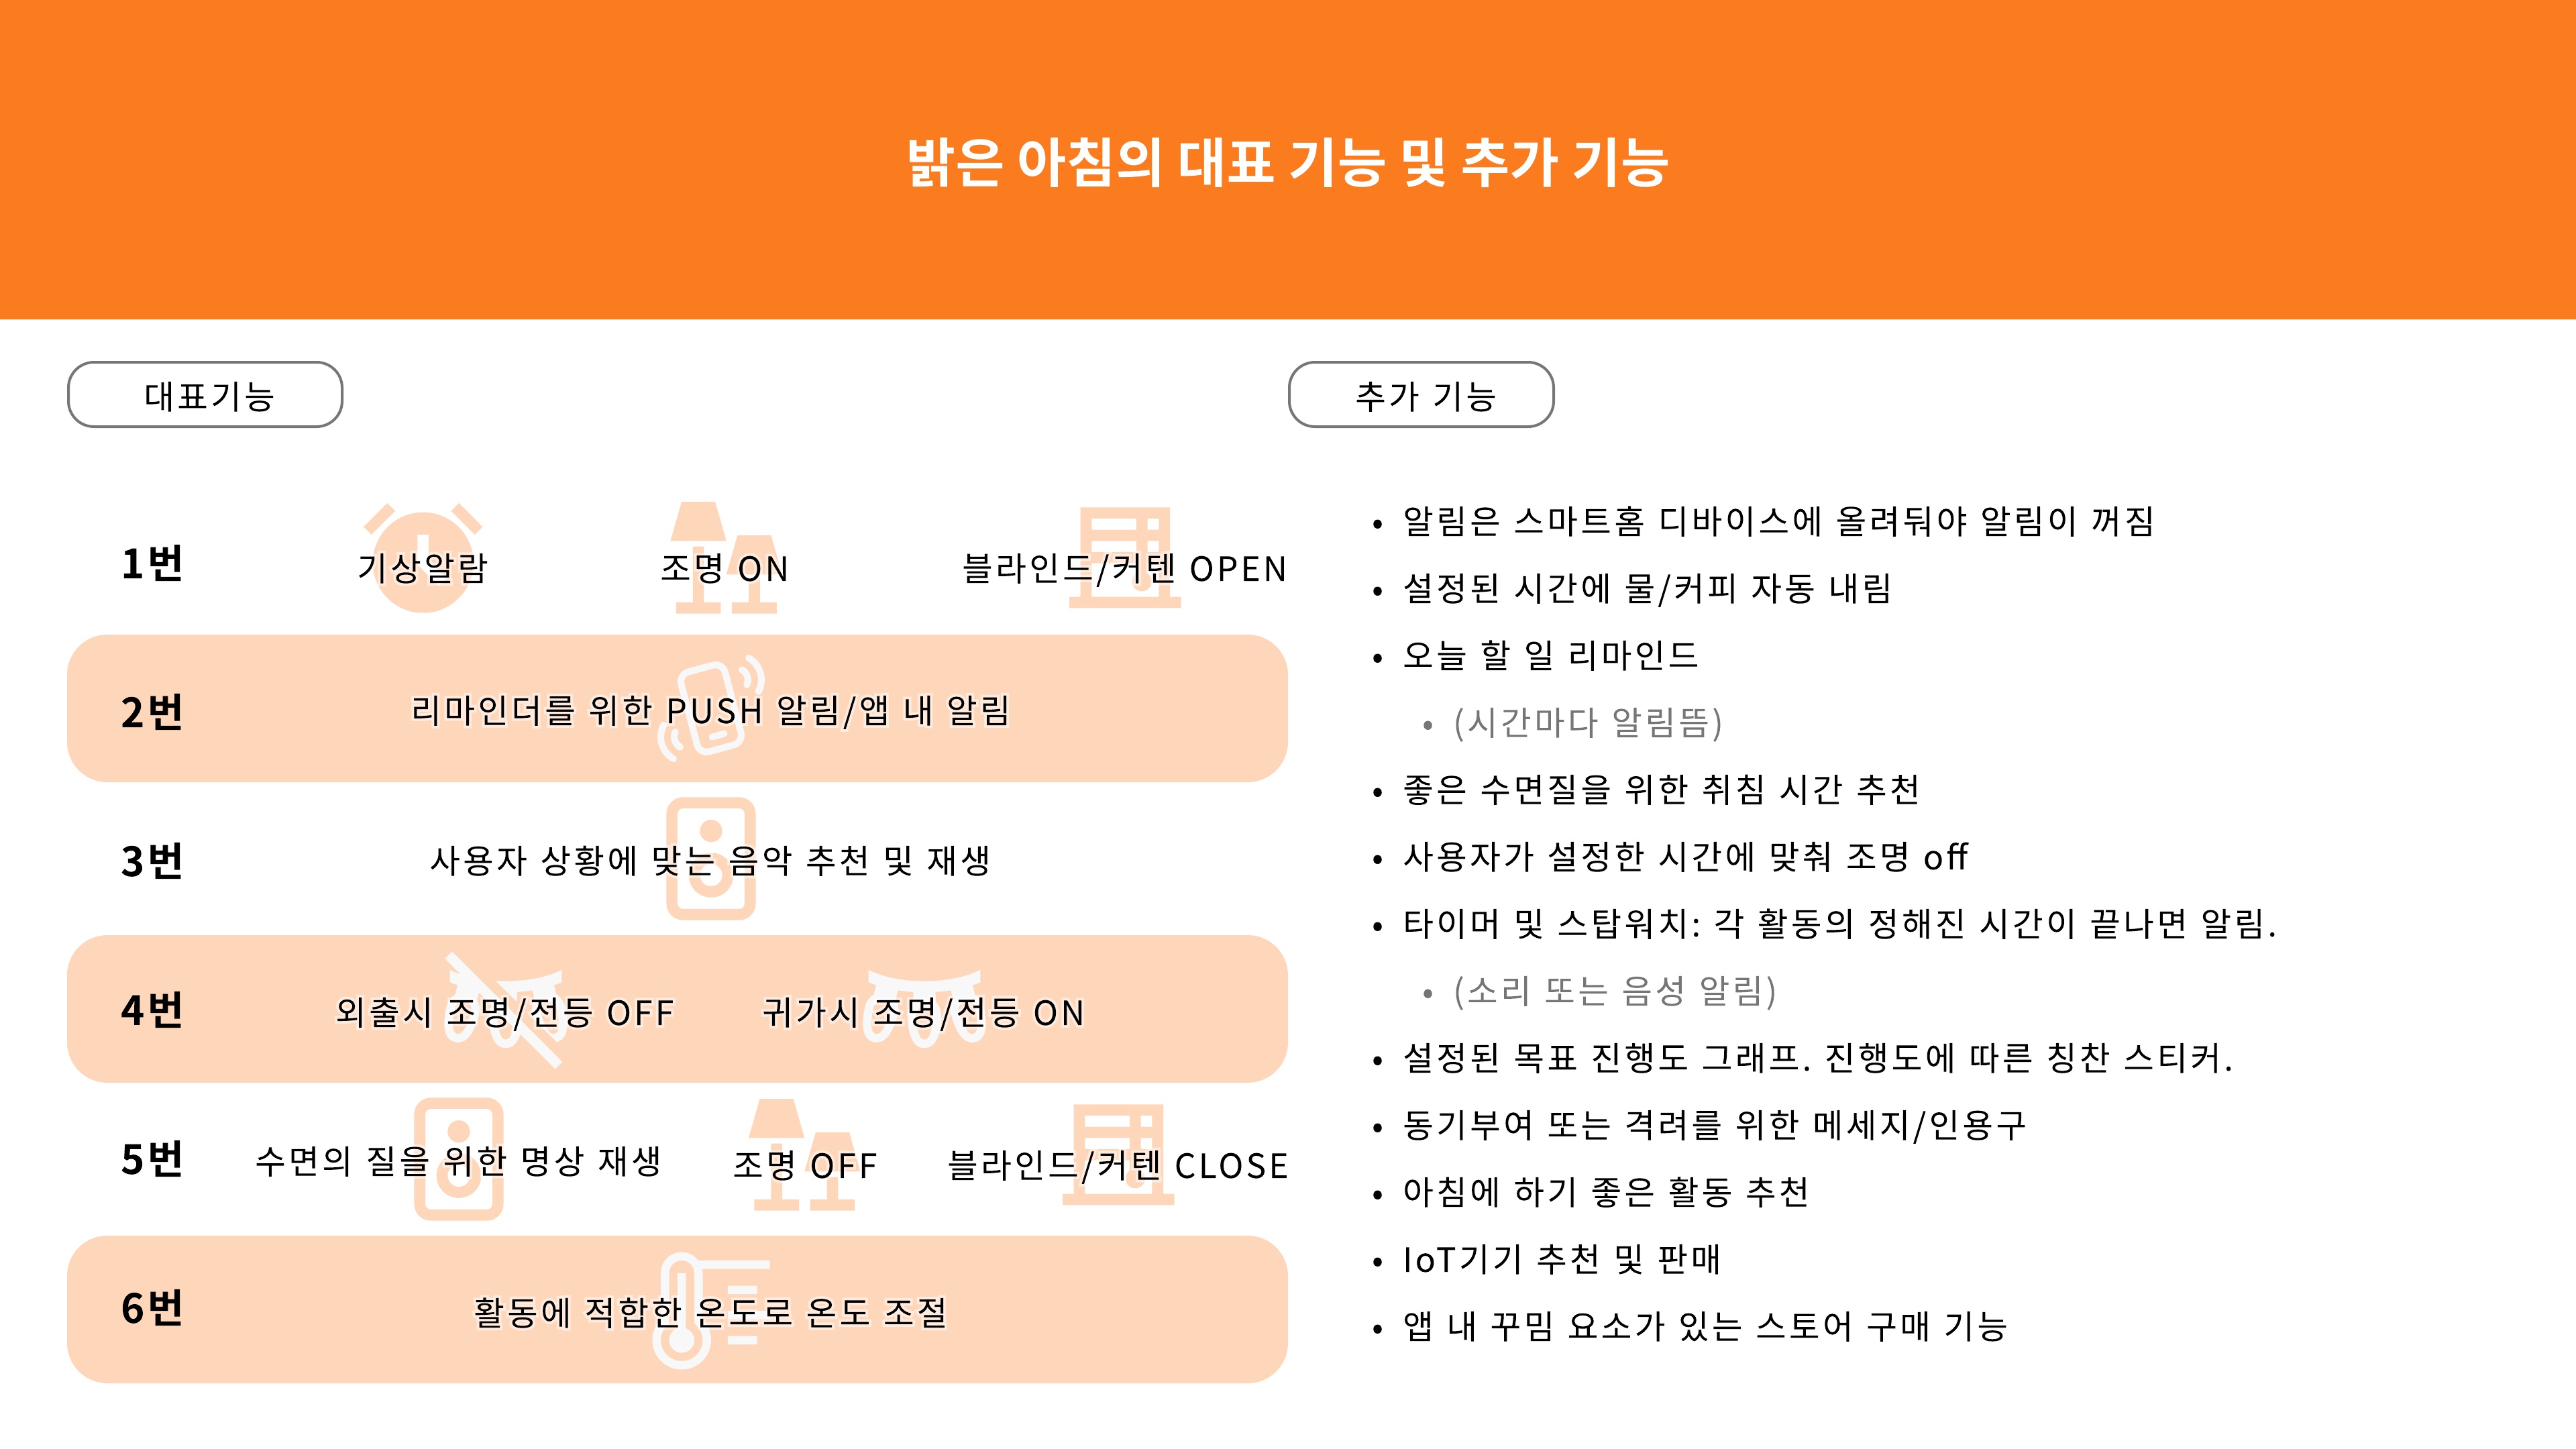 밝은 아침의 대표 기능 및 추가 기능
대표기능
1번 기상알람 조명 ON 블라인드/커텐 OPEN
2번 리마인더를 위한 PUSH 알림/앱 내 알림
3번 사용자 상황에 맞는 음악 추천 및 재생
4번 외출시 조명/전등 OFF 귀가시 조명/전등 ON
5번 수면의 질을 위한 명상 재생 조명 OFF 블라인드/커텐 CLOSE
6번 활동에 적합한 온도로 온도 조절
추가 기능
• 알림은 스마트홈 디바이스에 올려둬야 알림이 꺼짐
• 설정된 시간에 물/커피 자동 내림
• 오늘 할 일 리마인드
• (시간마다 알림뜸)
• 좋은 수면질을 위한 취침 시간 추천
• 사용자가 설정한 시간에 맞춰 조명 off
• 타이머 및 스탑워치: 각 활동의 정해진 시간이 끝나면 알림.
• (소리 또는 음성 알림)
• 설정된 목표 진행도 그래프. 진행도에 따른 칭찬 스티커.
• 동기부여 또는 격려를 위한 메세지/인용구
• 아침에 하기 좋은 활동 추천
• IoT기기 추천 및 판매
• 앱 내 꾸밈 요소가 있는 스토어 구매 기능